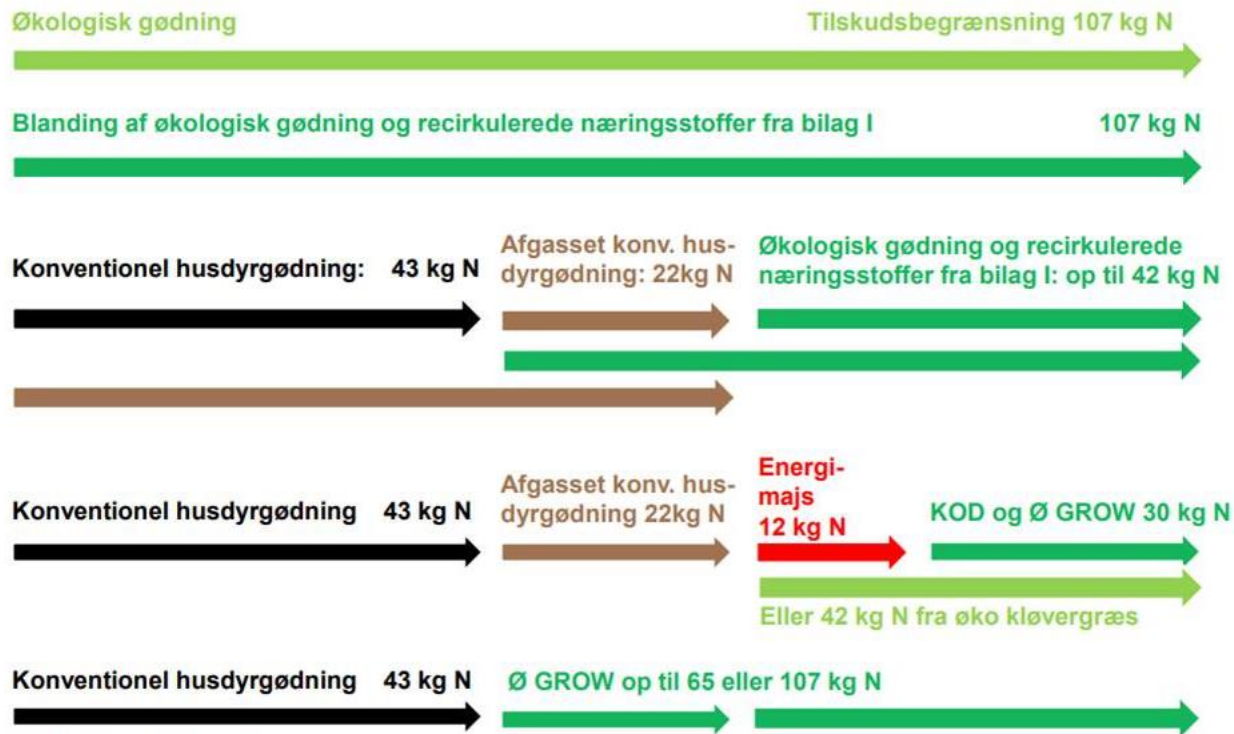 Økologisk gødning Tilskudsbegrænsning 107 kg N
Blanding af økologisk gødning og recirkulerede næringsstoffer fra bilag I 107 kg N
Konventionel husdyrgødning: 43 kg N
Afgasset konv. hus-
dyrgødning: 22kg N
Økologisk gødning og recirkulerede
næringsstoffer fra bilag I: op til 42 kg N
Konventionel husdyrgødning 43 kg N
Afgasset konv. hus-
dyrgødning 22kg N
Energi-
majs
12 kg N
KOD og Ø GROW 30 kg N
Eller 42 kg N fra øko kløvergræs
Konventionel husdyrgødning 43 kg N
Ø GROW op til 65 eller 107 kg N